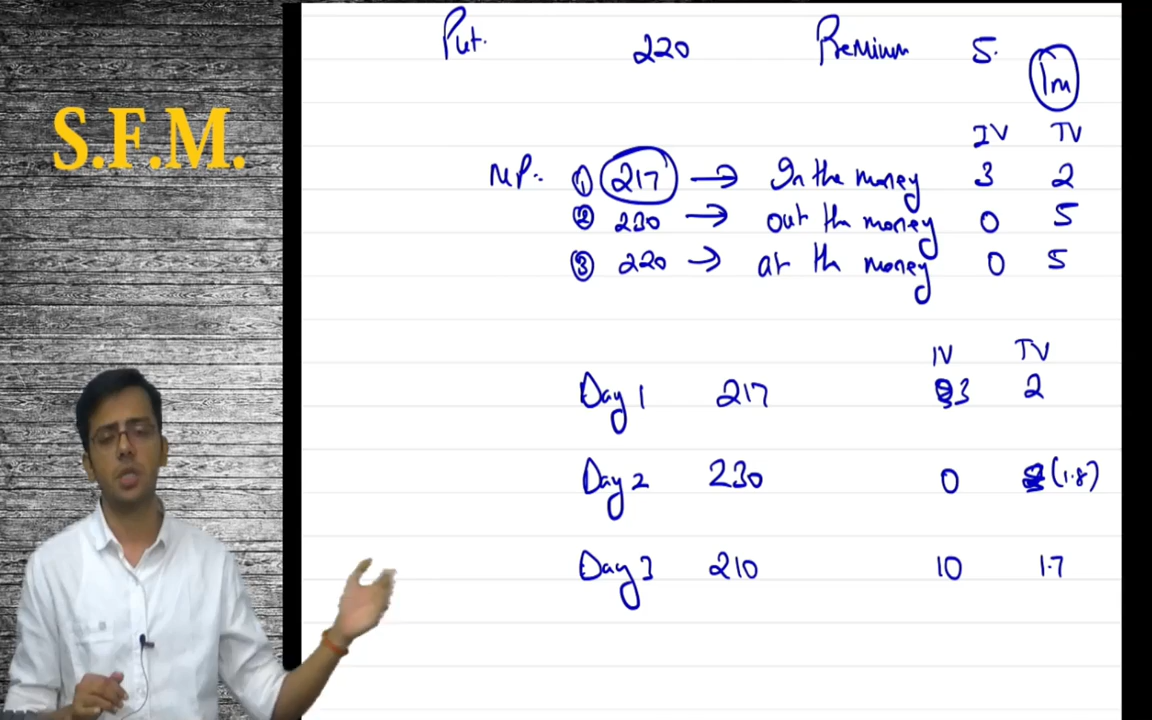 S.F.M.
Put. 220 Premium 5.
1m
IV TV
MP:- ① 217 → In the money 3 2
② 230 → out the money 0 5
③ 220 → at the money 0 5
IV TV
Day 1 217 3 2
Day 2 230 0 (1.8)
Day 3 210 10 1.7